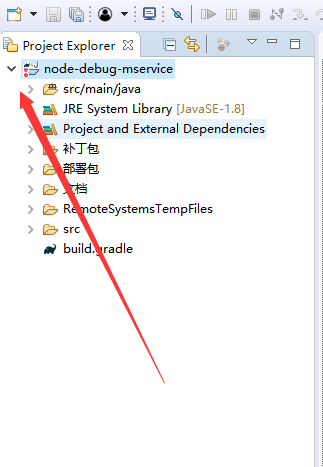 Project Explorer
node-debug-mservice
src/main/java
JRE System Library [JavaSE-1.8]
Project and External Dependencies
补丁包
部署包
文档
RemoteSystemsTempFiles
src
build.gradle